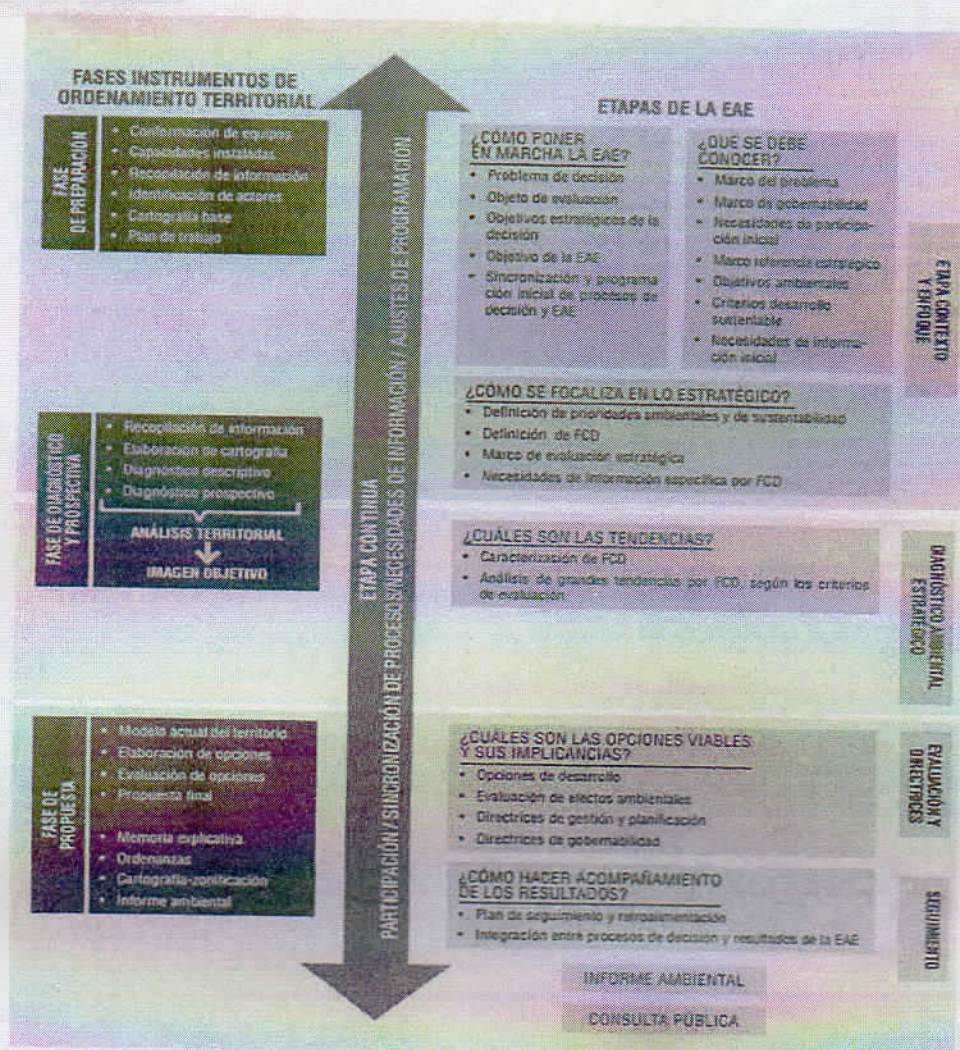 FASES INSTRUMENTOS DE
ORDENAMIENTO TERRITORIAL
FASE
DE PREPARACIÓN
• Conformación de equipos
• Capacidades instaladas
• Recopilación de información
• Identificación de actores
• Cartografía base
• Plan de trabajo
FASE DE DIAGNÓSTICO
Y PROSPECTIVA
• Recopilación de información
• Elaboración de cartografía
• Diagnóstico descriptivo
• Diagnóstico prospectivo
ANÁLISIS TERRITORIAL
IMAGEN OBJETIVO
FASE DE
PROPUESTA
• Modelo actual del territorio
• Elaboración de opciones
• Evaluación de opciones
• Propuesta final
• Memoria explicativa
• Ordenanzas
• Cartografía-zonificación
• Informe ambiental
ETAPA CONTINUA
PARTICIPACIÓN / SINCRONIZACIÓN DE PROCESOS/NECESIDADES DE INFORMACIÓN / AJUSTES DE PROGRAMACIÓN
ETAPAS DE LA EAE
¿CÓMO PONER
EN MARCHA LA EAE?
• Problema de decisión
• Objeto de evaluación
• Objetivos estratégicos de la
decisión
• Objetivo de la EAE
• Sincronización y programa
ción inicial de procesos de
decisión y EAE
¿QUE SE DEBE
CONOCER?
• Marco del problema
• Marco de gobernabilidad
• Necesidades de participa-
ción inicial
• Marco referencia estratégico
• Objetivos ambientales
• Criterios desarrollo
sustentable
• Necesidades de informa-
ción inicial
¿CÓMO SE FOCALIZA EN LO ESTRATÉGICO?
• Definición de prioridades ambientales y de sustentabilidad
• Definición de FCD
• Marco de evaluación estratégica
• Necesidades de información específica por FCD
ETAPA CONTEXTO
Y ENFOQUE
¿CUÁLES SON LAS TENDENCIAS?
• Caracterización de FCD
• Análisis de grandes tendencias por FCD, según los criterios
de evaluación.
DIAGNÓSTICO AMBIENTAL
ESTRATÉGICO
¿CUÁLES SON LAS OPCIONES VIABLES
Y SUS IMPLICANCIAS?
• Opciones de desarrollo
• Evaluación de efectos ambientales
• Directrices de gestión y planificación
• Directrices de gobernabilidad
EVALUACIÓN Y
DIRECTRICES
¿CÓMO HACER ACOMPAÑAMIENTO
DE LOS RESULTADOS?
• Plan de seguimiento y retroalimentación
• Integración entre procesos de decisión y resultados de la EAE
SEGUIMIENTO
INFORME AMBIENTAL
CONSULTA PÚBLICA